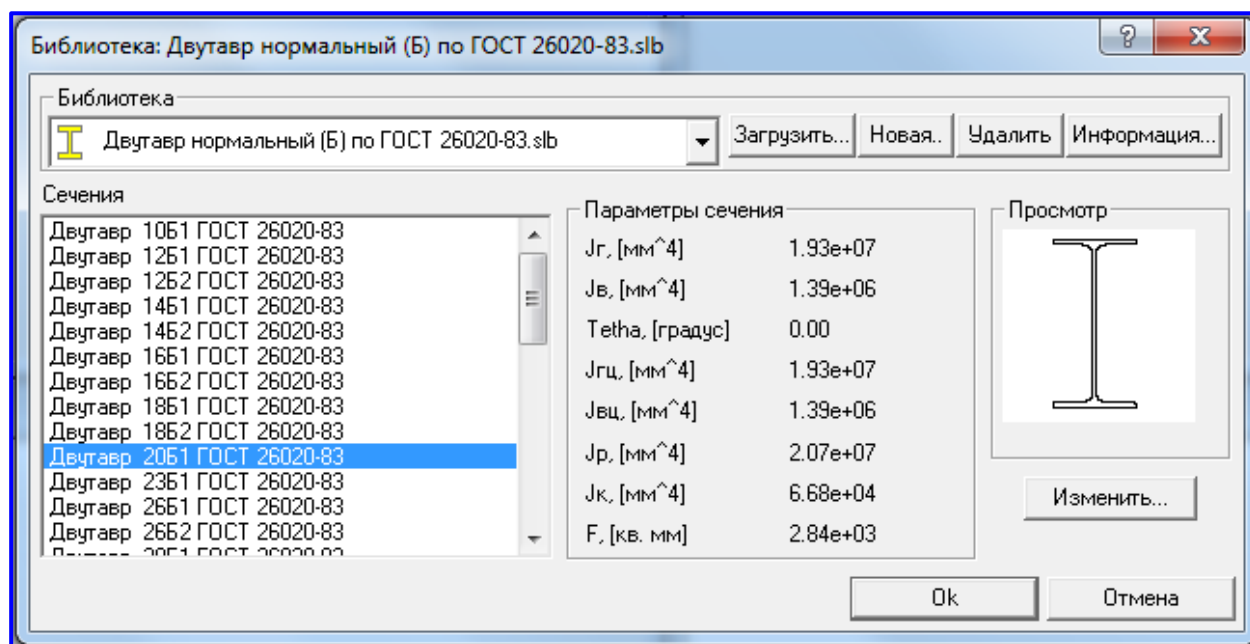 Библиотека: Двутавр нормальный (Б) по ГОСТ 26020-83.slb
?
Библиотека
Двутавр нормальный (Б) по ГОСТ 26020-83.slb
Загрузить...
Новая..
Удалить
Информация...
Сечения
Двутавр 10Б1 ГОСТ 26020-83
Двутавр 12Б1 ГОСТ 26020-83
Двутавр 12Б2 ГОСТ 26020-83
Двутавр 14Б1 ГОСТ 26020-83
Двутавр 14Б2 ГОСТ 26020-83
Двутавр 16Б1 ГОСТ 26020-83
Двутавр 16Б2 ГОСТ 26020-83
Двутавр 18Б1 ГОСТ 26020-83
Двутавр 18Б2 ГОСТ 26020-83
Двутавр 20Б1 ГОСТ 26020-83
Двутавр 23Б1 ГОСТ 26020-83
Двутавр 26Б1 ГОСТ 26020-83
Двутавр 26Б2 ГОСТ 26020-83
Параметры сечения
Jг, [мм^4] 1.93e+07
Jв, [мм^4] 1.39e+06
Tetha, [градус] 0.00
Jгц, [мм^4] 1.93e+07
Jвц, [мм^4] 1.39e+06
Jp, [мм^4] 2.07e+07
Jк, [мм^4] 6.68e+04
F, [кв. мм] 2.84e+03
Просмотр
Изменить...
Ok
Отмена